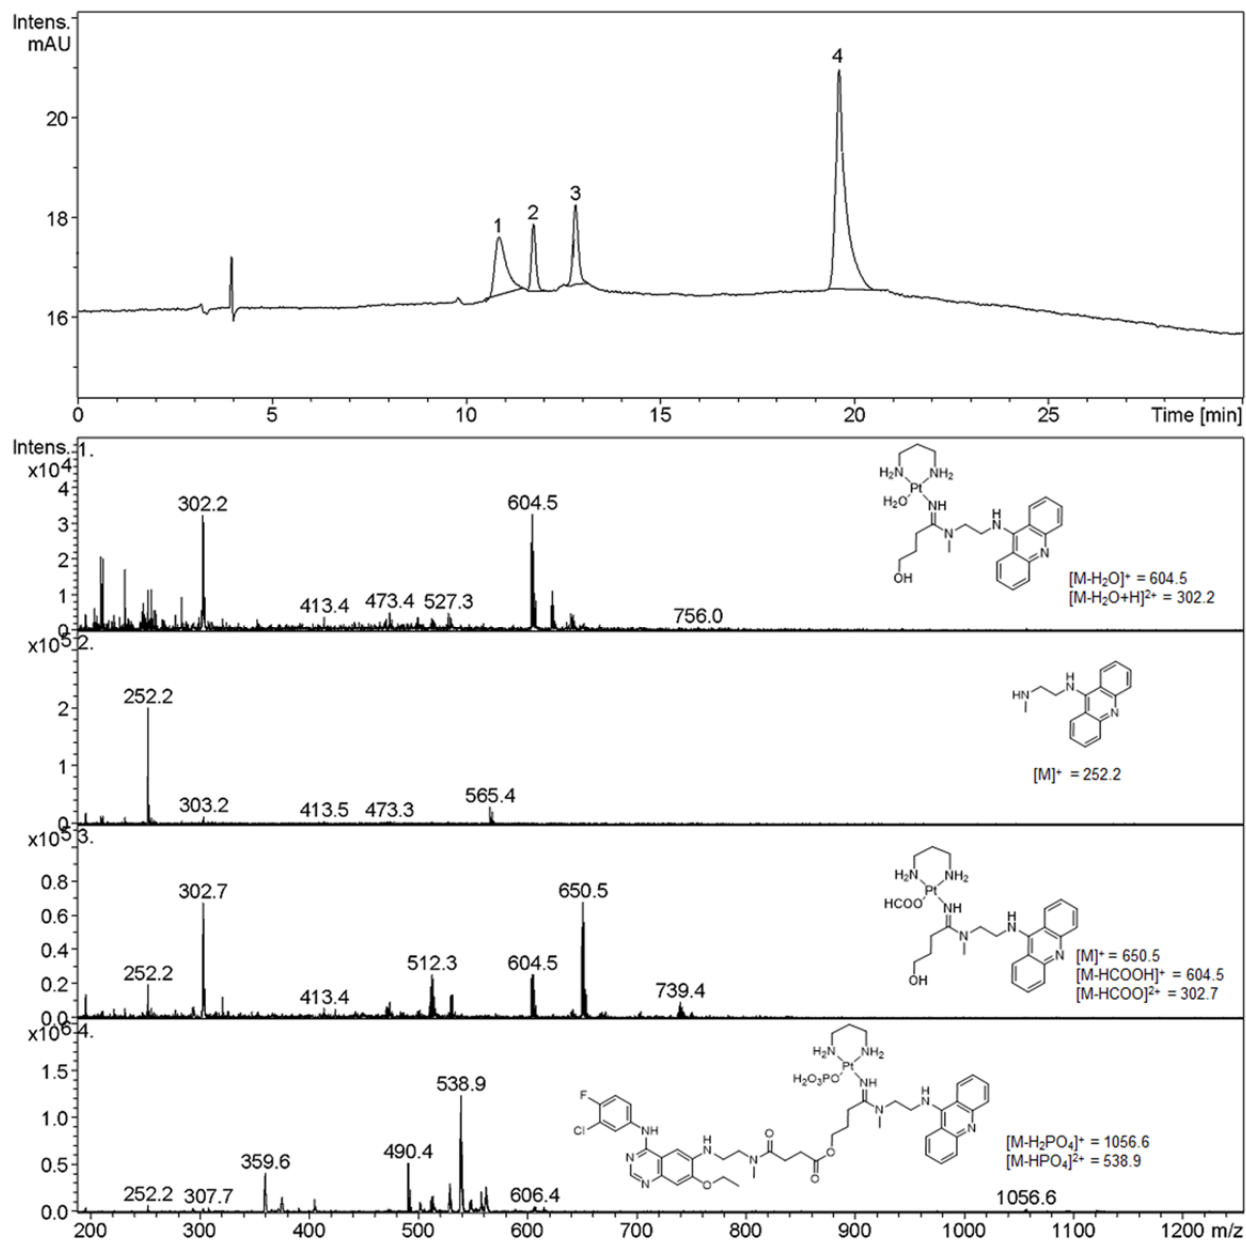 Intens.
mAU
20
18
16
1
2
3
4
0 5 10 15 20 25 Time [min]
Intens.
x10⁴ 1.
4
3
2
1
0
302.2
413.4
473.4
527.3
604.5
756.0
H₂N NH₂
Pt
H₂O NH
H
N
N
N
OH
[M-H₂O]⁺ = 604.5
[M-H₂O+H]²⁺ = 302.2
x10⁵ 2.
2
1
0
252.2
303.2
413.5
473.3
565.4
H
N
HN
N
[M]⁺ = 252.2
x10⁵ 3.
0.8
0.6
0.4
0.2
0.0
252.2
302.7
413.4
512.3
604.5
650.5
739.4
H₂N NH₂
Pt
HCOO NH
H
N
N
N
OH
[M]⁺ = 650.5
[M-HCOOH]⁺ = 604.5
[M-HCOO]²⁺ = 302.7
x10⁶ 4.
1.5
1.0
0.5
0.0
252.2
307.7
359.6
490.4
538.9
606.4
1056.6
H₂N NH₂
Pt
H₂O₃PO NH
H
N
N
N
F
Cl
NH
H
N
N
N
N
O
O
O
O
[M-H₂PO₄]⁺ = 1056.6
[M-HPO₄]²⁺ = 538.9
200 300 400 500 600 700 800 900 1000 1100 1200 m/z